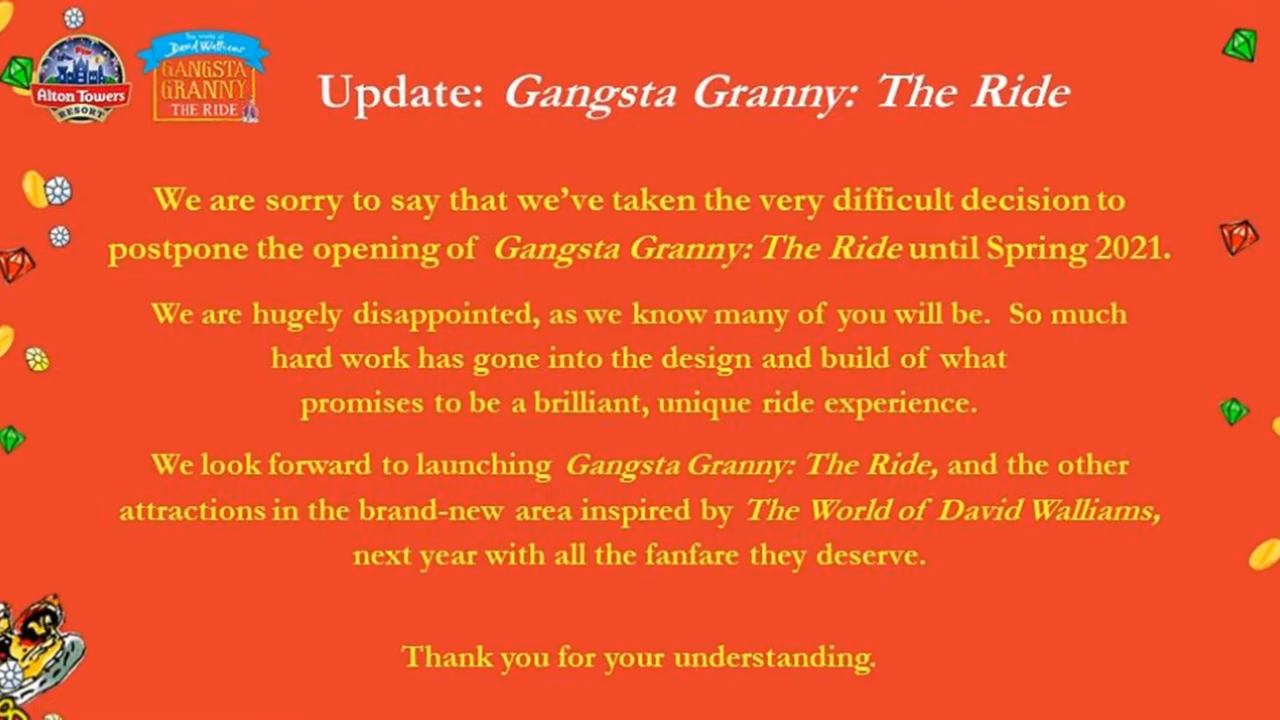 The
Alton Towers
RESORT
The world of
David Walliams
GANGSTA
GRANNY
THE RIDE
Update: Gangsta Granny: The Ride
We are sorry to say that we’ve taken the very difficult decision to
postpone the opening of Gangsta Granny: The Ride until Spring 2021.
We are hugely disappointed, as we know many of you will be. So much
hard work has gone into the design and build of what
promises to be a brilliant, unique ride experience.
We look forward to launching Gangsta Granny: The Ride, and the other
attractions in the brand-new area inspired by The World of David Walliams,
next year with all the fanfare they deserve.
Thank you for your understanding.